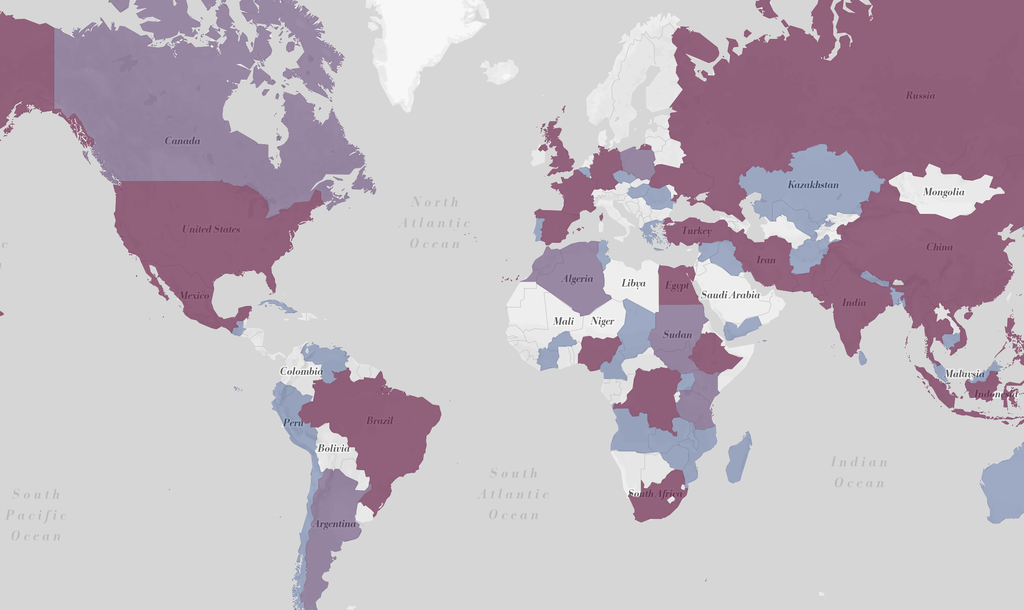 Russia
Canada
Kazakhstan
Mongolia
North
Atlantic
Ocean
United States
Turkey
China
Iran
Algeria
Libya
Egypt
Mexico
Saudi Arabia
India
Mali
Niger
Sudan
Colombia
Malaysia
Indonesia
Peru
Brazil
Bolivia
Indian
Ocean
South
Atlantic
Ocean
South Africa
South
Pacific
Ocean
Argentina